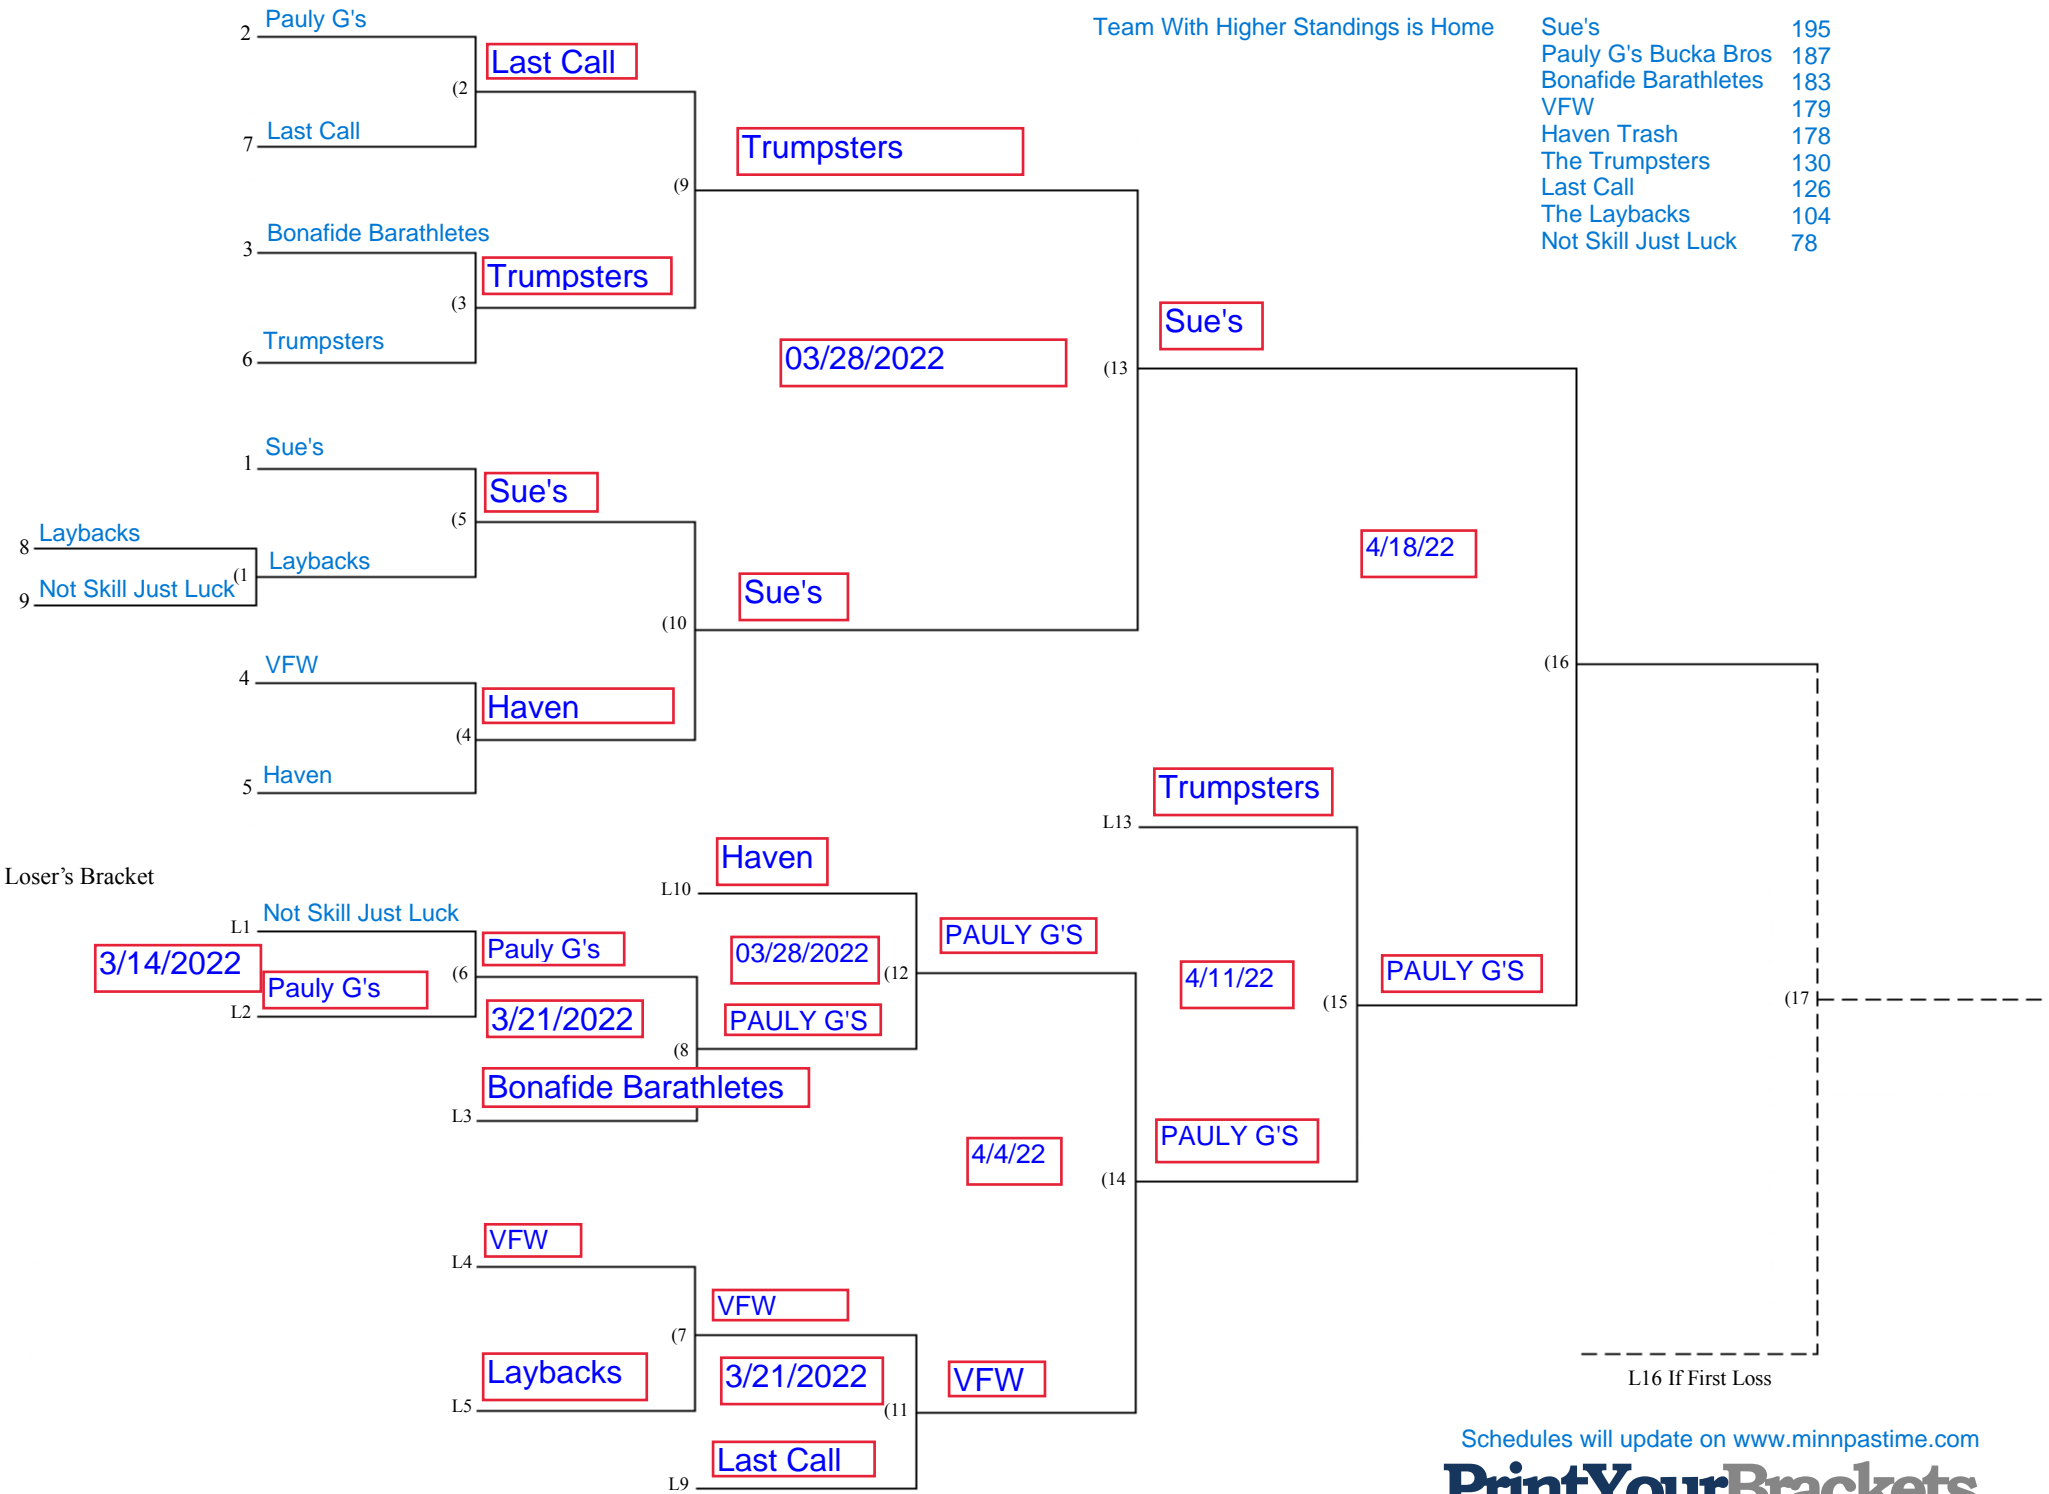 Pauly G's
2
Last Call
(2
Last Call
7
Trumpsters
(9
Bonafide Barathletes
3
Trumpsters
(3
Trumpsters
6
Team With Higher Standings is Home
Sue's 195
Pauly G's Bucka Bros 187
Bonafide Barathletes 183
VFW 179
Haven Trash 178
The Trumpsters 130
Last Call 126
The Laybacks 104
Not Skill Just Luck 78
Sue's
03/28/2022
(13
Sue's
1
Sue's
(5
Laybacks
8
Laybacks
(1
Not Skill Just Luck
9
Sue's
(10
4/18/22
(16
VFW
4
Haven
(4
Haven
5
Trumpsters
L13
Loser's Bracket
Haven
L10
Not Skill Just Luck
L1
3/14/2022
Pauly G's
L2
(6
Pauly G's
3/21/2022
(8
03/28/2022
(12
PAULY G'S
PAULY G'S
Bonafide Barathletes
L3
4/11/22
(15
PAULY G'S
(17
4/4/22
(14
PAULY G'S
VFW
L4
VFW
(7
Laybacks
L5
3/21/2022
(11
VFW
Last Call
L9
L16 If First Loss
Schedules will update on www.minnpastime.com
PrintYourBrackets